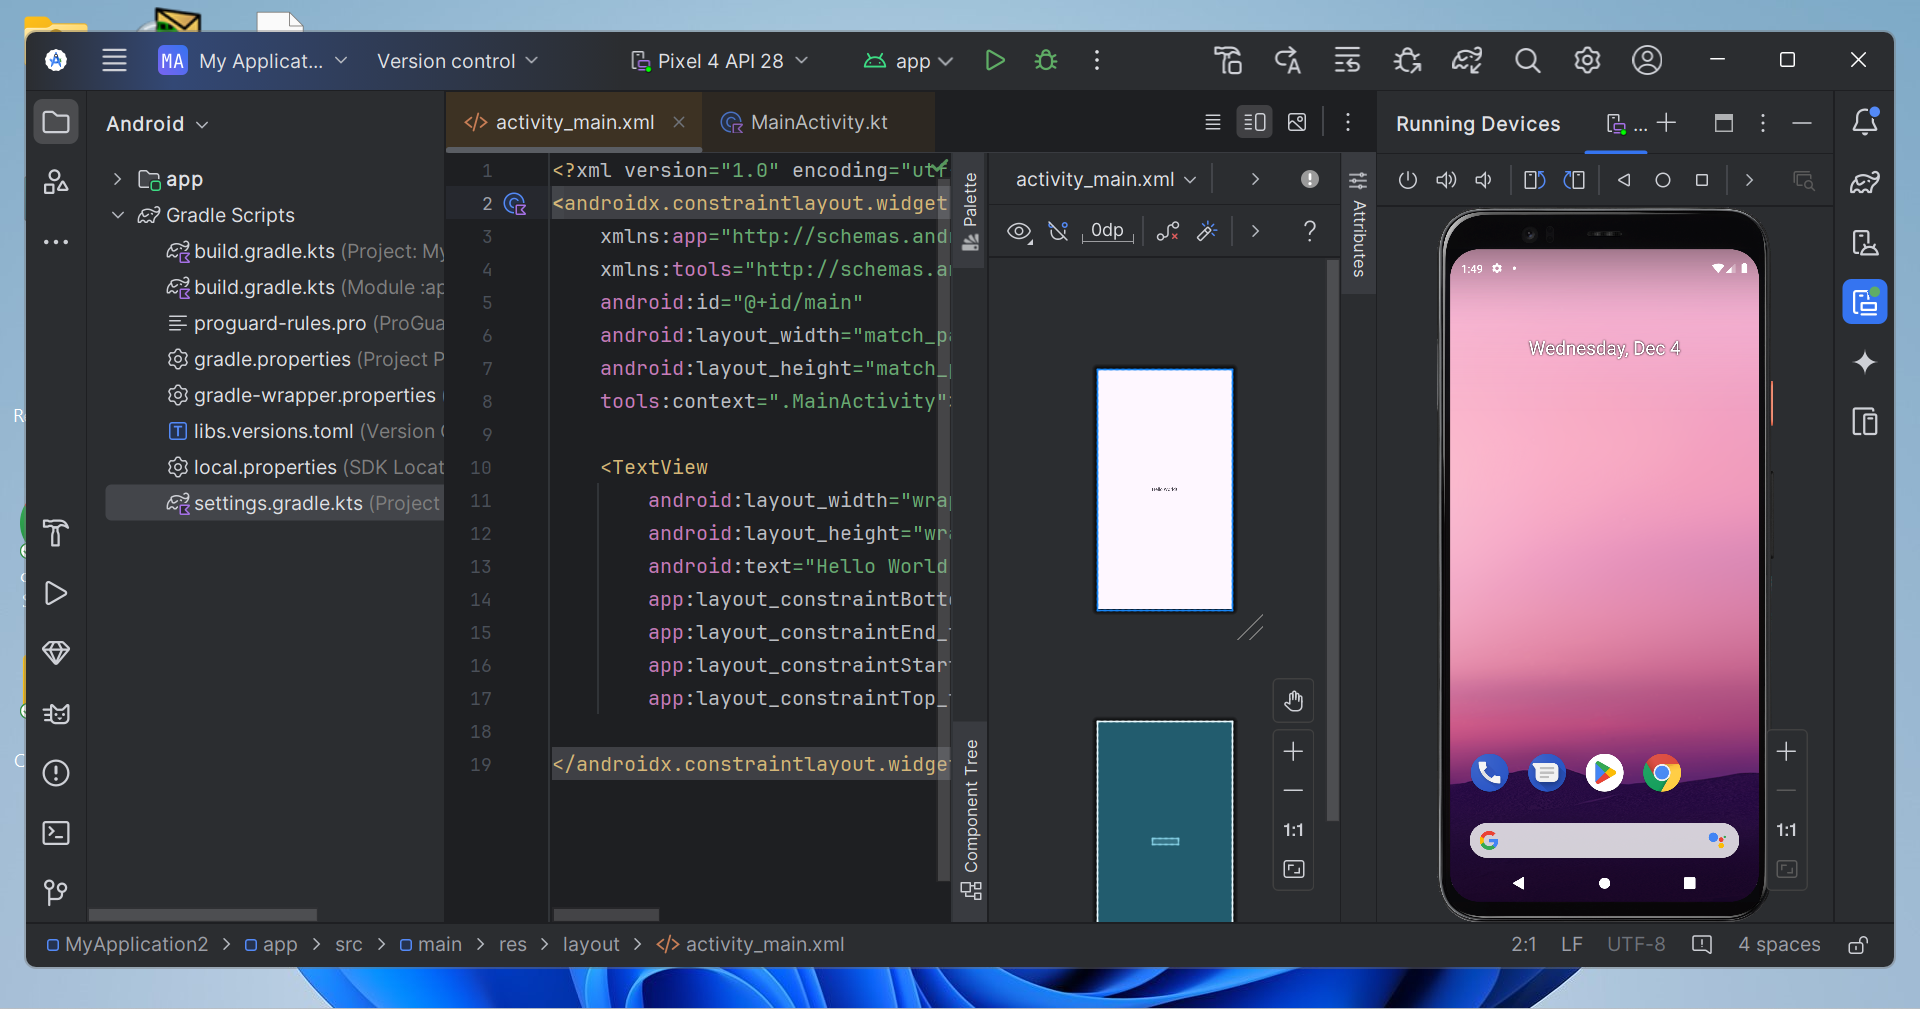 MA My Applicat...
Version control
Pixel 4 API 28
app
Android
activity_main.xml
MainActivity.kt
Running Devices
...
app
Gradle Scripts
build.gradle.kts (Project: My
build.gradle.kts (Module :ap
proguard-rules.pro (ProGua
gradle.properties (Project P
gradle-wrapper.properties
libs.versions.toml (Version
local.properties (SDK Locat
settings.gradle.kts (Project
1 <?xml version="1.0" encoding="utf
2 <androidx.constraintlayout.widget
3 xmlns:app="http://schemas.and
4 xmlns:tools="http://schemas.a
5 android:id="@+id/main"
6 android:layout_width="match_pa
7 android:layout_height="match_
8 tools:context=".MainActivity">
9
10 <TextView
11 android:layout_width="wrap
12 android:layout_height="wr
13 android:text="Hello World
14 app:layout_constraintBott
15 app:layout_constraintEnd_
16 app:layout_constraintStar
17 app:layout_constraintTop_
18
19 </androidx.constraintlayout.widge
Palette
Component Tree
activity_main.xml
0dp
?
Attributes
Hello World!
1:1
1:49
Wednesday, Dec 4
1:1
MyApplication2 > app > src > main > res > layout > activity_main.xml
2:1 LF UTF-8 4 spaces